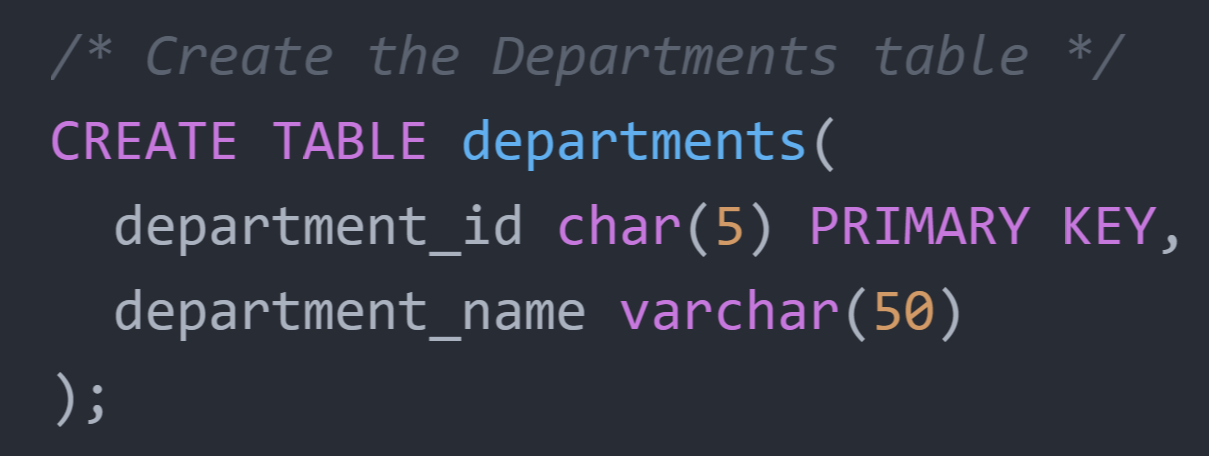 /* Create the Departments table */
CREATE TABLE departments(
  department_id char(5) PRIMARY KEY,
  department_name varchar(50)
);